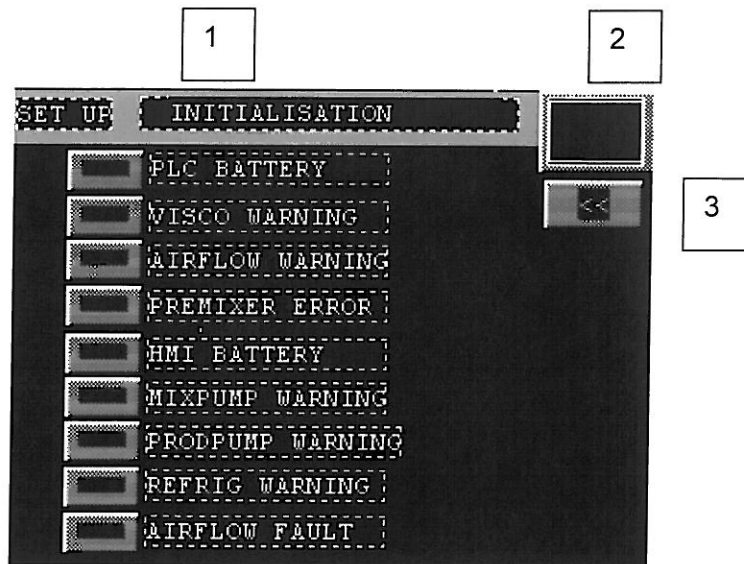 1
2
SET UP INITIALISATION
PLC BATTERY
<<
3
VISCO WARNING
AIRFLOW WARNING
PREMIXER ERROR
HMI BATTERY
MIXPUMP WARNING
PRODPUMP WARNING
REFRIG WARNING
AIRFLOW FAULT